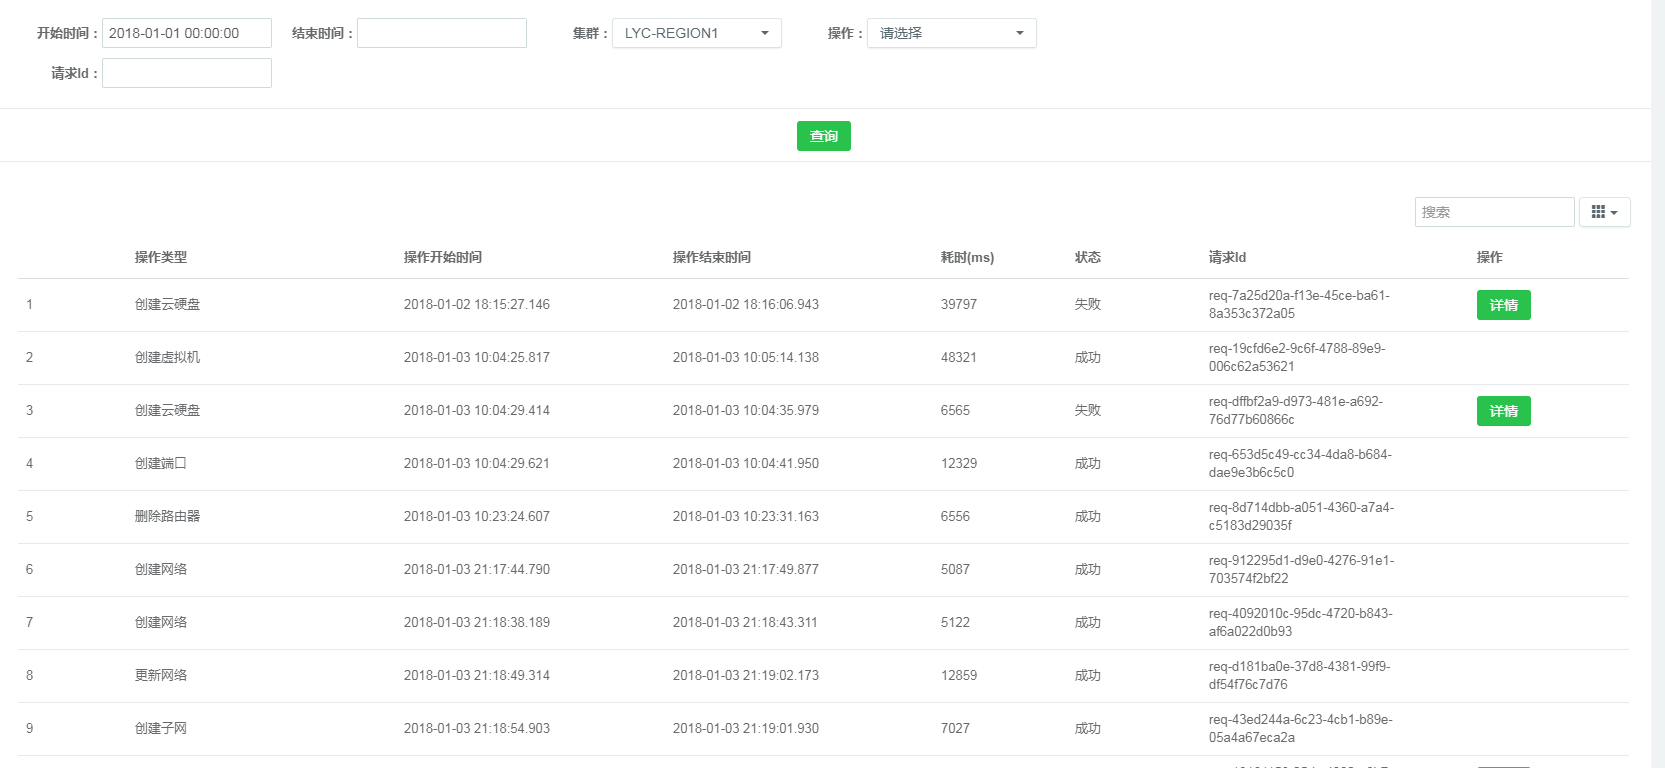 开始时间： 2018-01-01 00:00:00 结束时间： 集群： LYC-REGION1 操作： 请选择
请求Id：
查询
搜索
操作类型 操作开始时间 操作结束时间 耗时(ms) 状态 请求Id 操作
1 创建云硬盘 2018-01-02 18:15:27.146 2018-01-02 18:16:06.943 39797 失败 req-7a25d20a-f13e-45ce-ba61-
8a353c372a05 详情
2 创建虚拟机 2018-01-03 10:04:25.817 2018-01-03 10:05:14.138 48321 成功 req-19cfd6e2-9c6f-4788-89e9-
006c62a53621
3 创建云硬盘 2018-01-03 10:04:29.414 2018-01-03 10:04:35.979 6565 失败 req-dffbf2a9-d973-481e-a692-
76d77b60866c 详情
4 创建端口 2018-01-03 10:04:29.621 2018-01-03 10:04:41.950 12329 成功 req-653d5c49-cc34-4da8-b684-
dae9e3b6c5c0
5 删除路由器 2018-01-03 10:23:24.607 2018-01-03 10:23:31.163 6556 成功 req-8d714dbb-a051-4360-a7a4-
c5183d29035f
6 创建网络 2018-01-03 21:17:44.790 2018-01-03 21:17:49.877 5087 成功 req-912295d1-d9e0-4276-91e1-
703574f2bf22
7 创建网络 2018-01-03 21:18:38.189 2018-01-03 21:18:43.311 5122 成功 req-4092010c-95dc-4720-b843-
af6a022d0b93
8 更新网络 2018-01-03 21:18:49.314 2018-01-03 21:19:02.173 12859 成功 req-d181ba0e-37d8-4381-99f9-
df54f76c7d76
9 创建子网 2018-01-03 21:18:54.903 2018-01-03 21:19:01.930 7027 成功 req-43ed244a-6c23-4cb1-b89e-
05a4a67eca2a